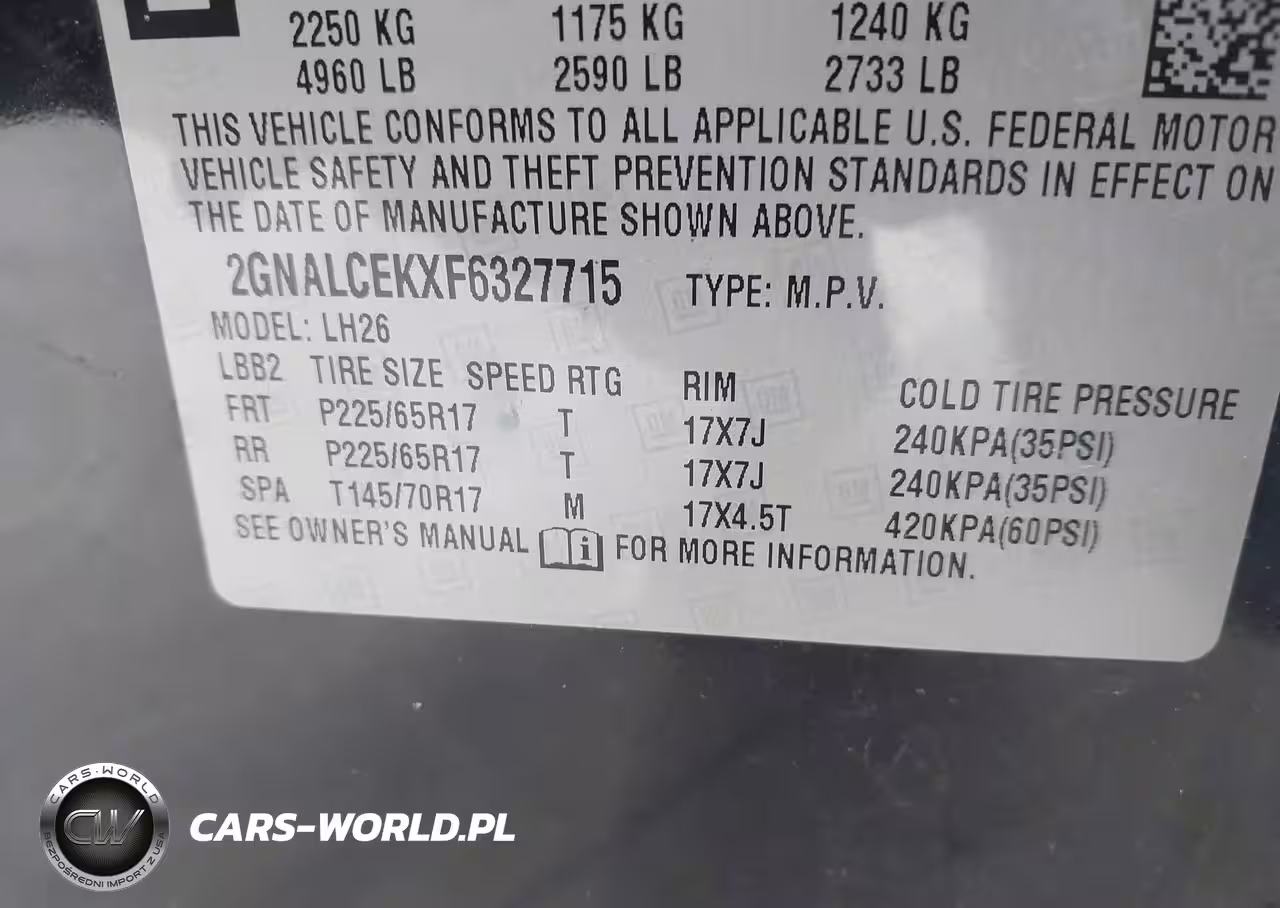 2250 KG 1175 KG 1240 KG
4960 LB 2590 LB 2733 LB
THIS VEHICLE CONFORMS TO ALL APPLICABLE U.S. FEDERAL MOTOR
VEHICLE SAFETY AND THEFT PREVENTION STANDARDS IN EFFECT ON
THE DATE OF MANUFACTURE SHOWN ABOVE.
2GNALCEKXF6327715 TYPE: M.P.V.
MODEL: LH26
LBB2 TIRE SIZE SPEED RTG RIM COLD TIRE PRESSURE
FRT P225/65R17 T 17X7J 240KPA(35PSI)
RR P225/65R17 T 17X7J 240KPA(35PSI)
SPA T145/70R17 M 17X4.5T 420KPA(60PSI)
SEE OWNER'S MANUAL i FOR MORE INFORMATION.
CARS-WORLD
CW
BEZPOŚREDNI IMPORT Z USA
CARS-WORLD.PL